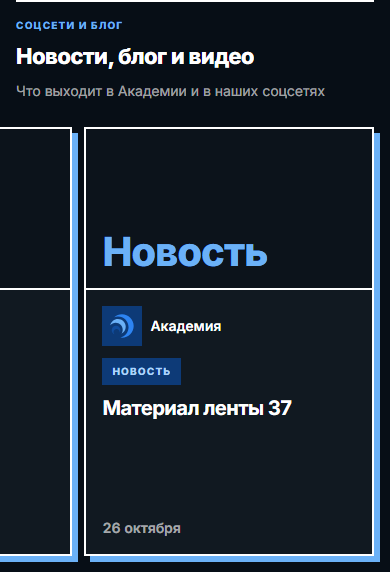 СОЦСЕТИ И БЛОГ
Новости, блог и видео
Что выходит в Академии и в наших соцсетях
Новость
Академия
НОВОСТЬ
Материал ленты 37
26 октября